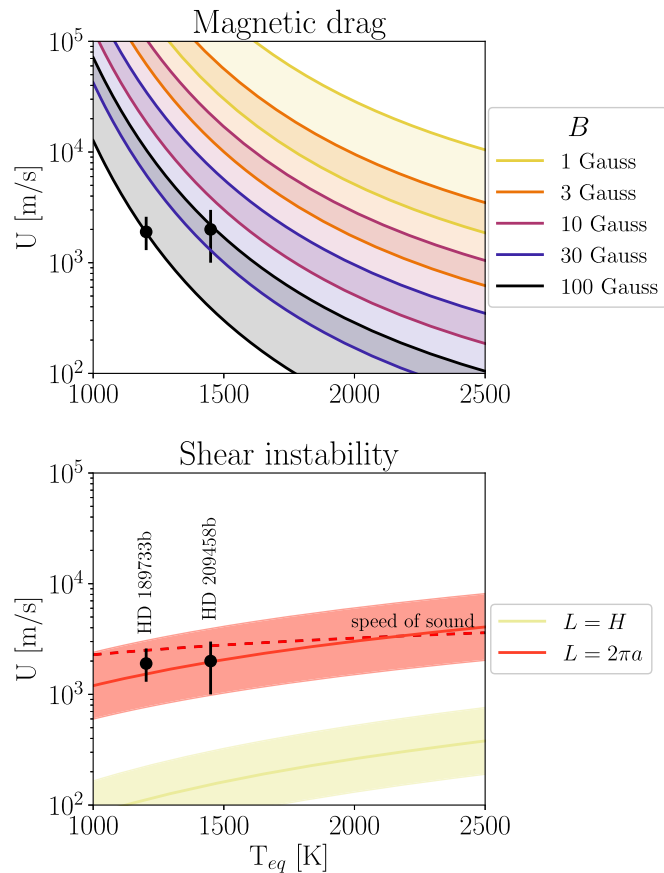 Magnetic drag
10^5
10^4
10^3
10^2
U [m/s]
1000
1500
2000
2500
B
1 Gauss
3 Gauss
10 Gauss
30 Gauss
100 Gauss
Shear instability
10^5
10^4
10^3
10^2
U [m/s]
HD 189733b
HD 209458b
speed of sound
1000
1500
2000
2500
T_{eq} [K]
L = H
L = 2πa